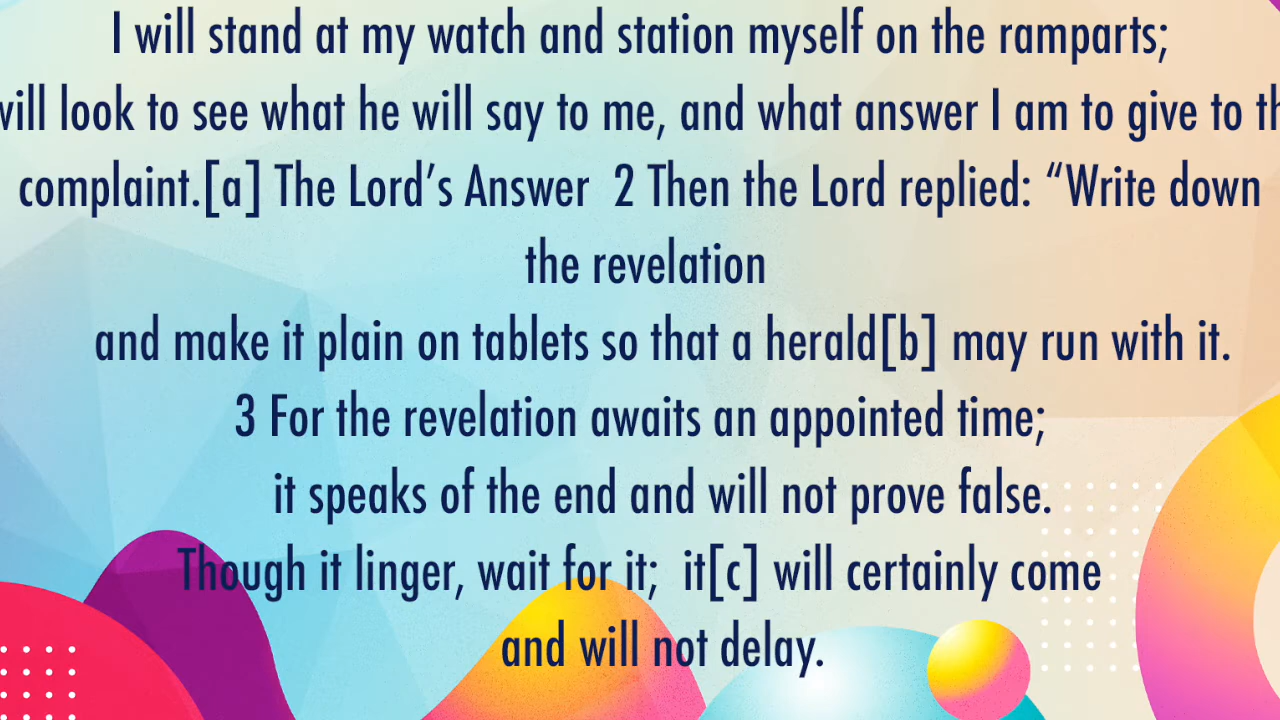 I will stand at my watch and station myself on the ramparts;
will look to see what he will say to me, and what answer I am to give to
complaint.[a] The Lord’s Answer 2 Then the Lord replied: “Write down
the revelation
and make it plain on tablets so that a herald[b] may run with it.
3 For the revelation awaits an appointed time;
it speaks of the end and will not prove false.
Though it linger, wait for it; it[c] will certainly come
and will not delay.